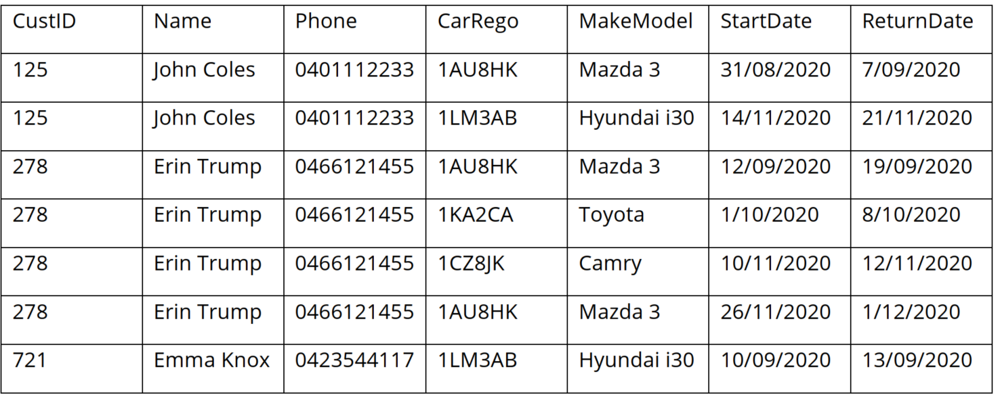 CustID Name Phone CarRego MakeModel StartDate ReturnDate
125 John Coles 0401112233 1AU8HK Mazda 3 31/08/2020 7/09/2020
125 John Coles 0401112233 1LM3AB Hyundai i30 14/11/2020 21/11/2020
278 Erin Trump 0466121455 1AU8HK Mazda 3 12/09/2020 19/09/2020
278 Erin Trump 0466121455 1KA2CA Toyota 1/10/2020 8/10/2020
278 Erin Trump 0466121455 1CZ8JK Camry 10/11/2020 12/11/2020
278 Erin Trump 0466121455 1AU8HK Mazda 3 26/11/2020 1/12/2020
721 Emma Knox 0423544117 1LM3AB Hyundai i30 10/09/2020 13/09/2020